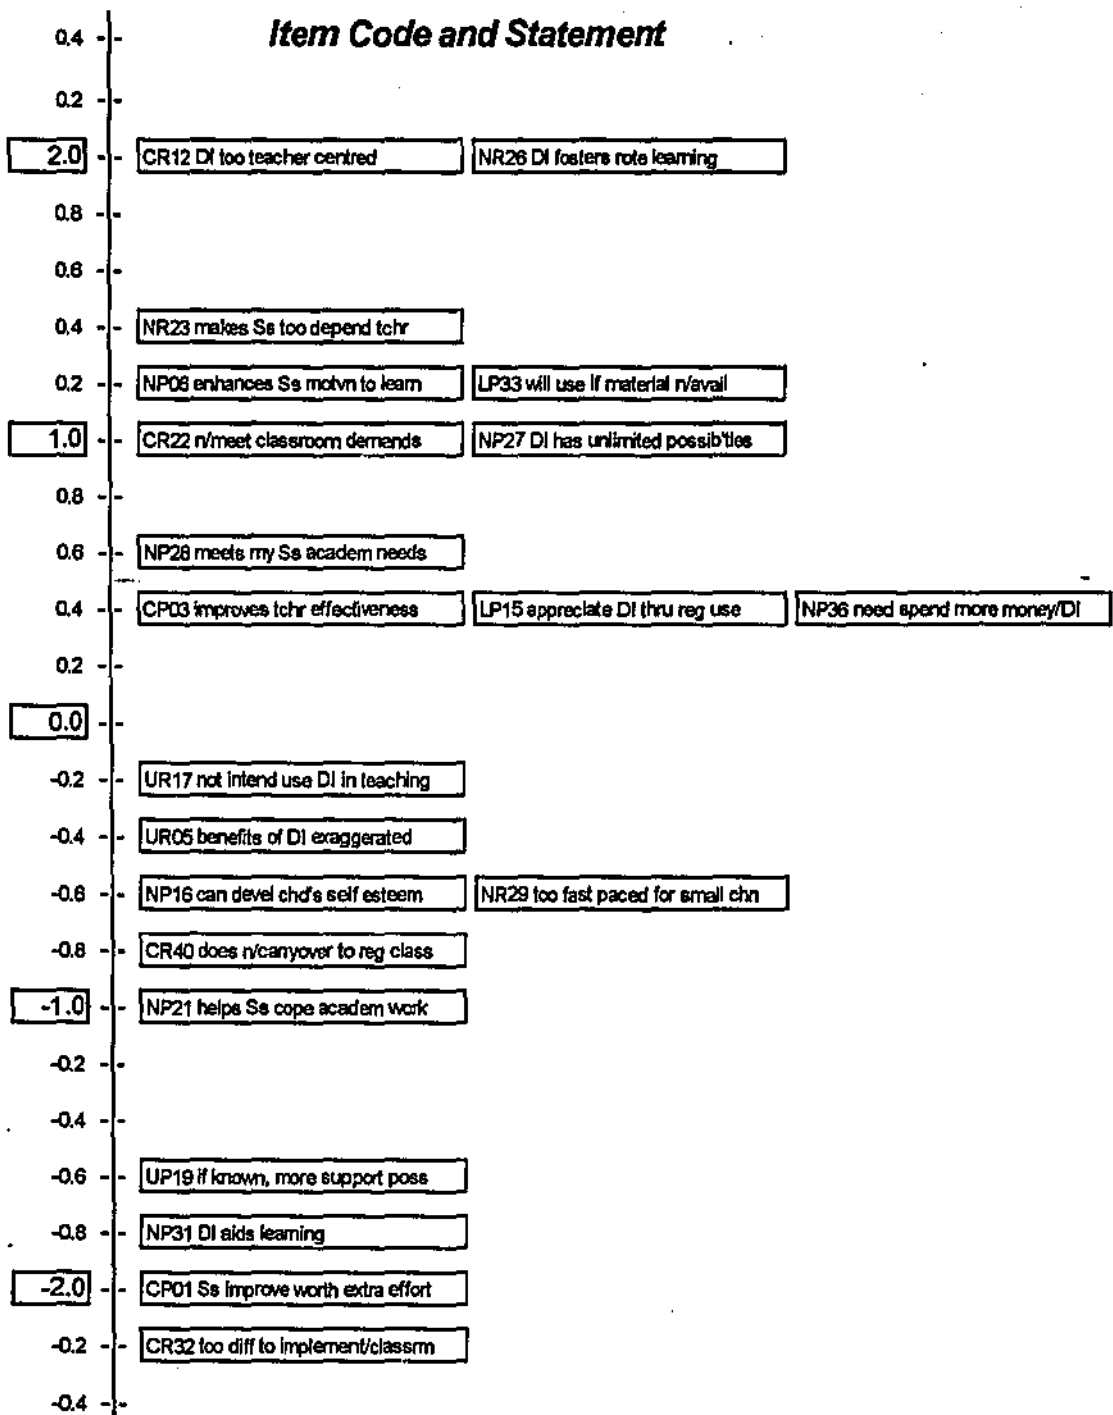 Item Code and Statement
0.4
0.2
2.0 CR12 DI too teacher centred NR26 DI fosters rote learning
0.8
0.6
0.4 NR23 makes Ss too depend tchr
0.2 NP06 enhances Ss motvn to learn LP33 will use if material n/avail
1.0 CR22 n/meet classroom demands NP27 DI has unlimited possib'ties
0.8
0.6 NP28 meets my Ss academ needs
0.4 CP03 improves tchr effectiveness LP15 appreciate DI thru reg use NP36 need spend more money/DI
0.2
0.0
-0.2 UR17 not intend use DI in teaching
-0.4 UR05 benefits of DI exaggerated
-0.6 NP16 can devel chd's self esteem NR29 too fast paced for small chn
-0.8 CR40 does n/carryover to reg class
-1.0 NP21 helps Ss cope academ work
-0.2
-0.4
-0.6 UP19 if known, more support poss
-0.8 NP31 DI aids learning
-2.0 CP01 Ss improve worth extra effort
-0.2 CR32 too diff to implement/classrm
-0.4